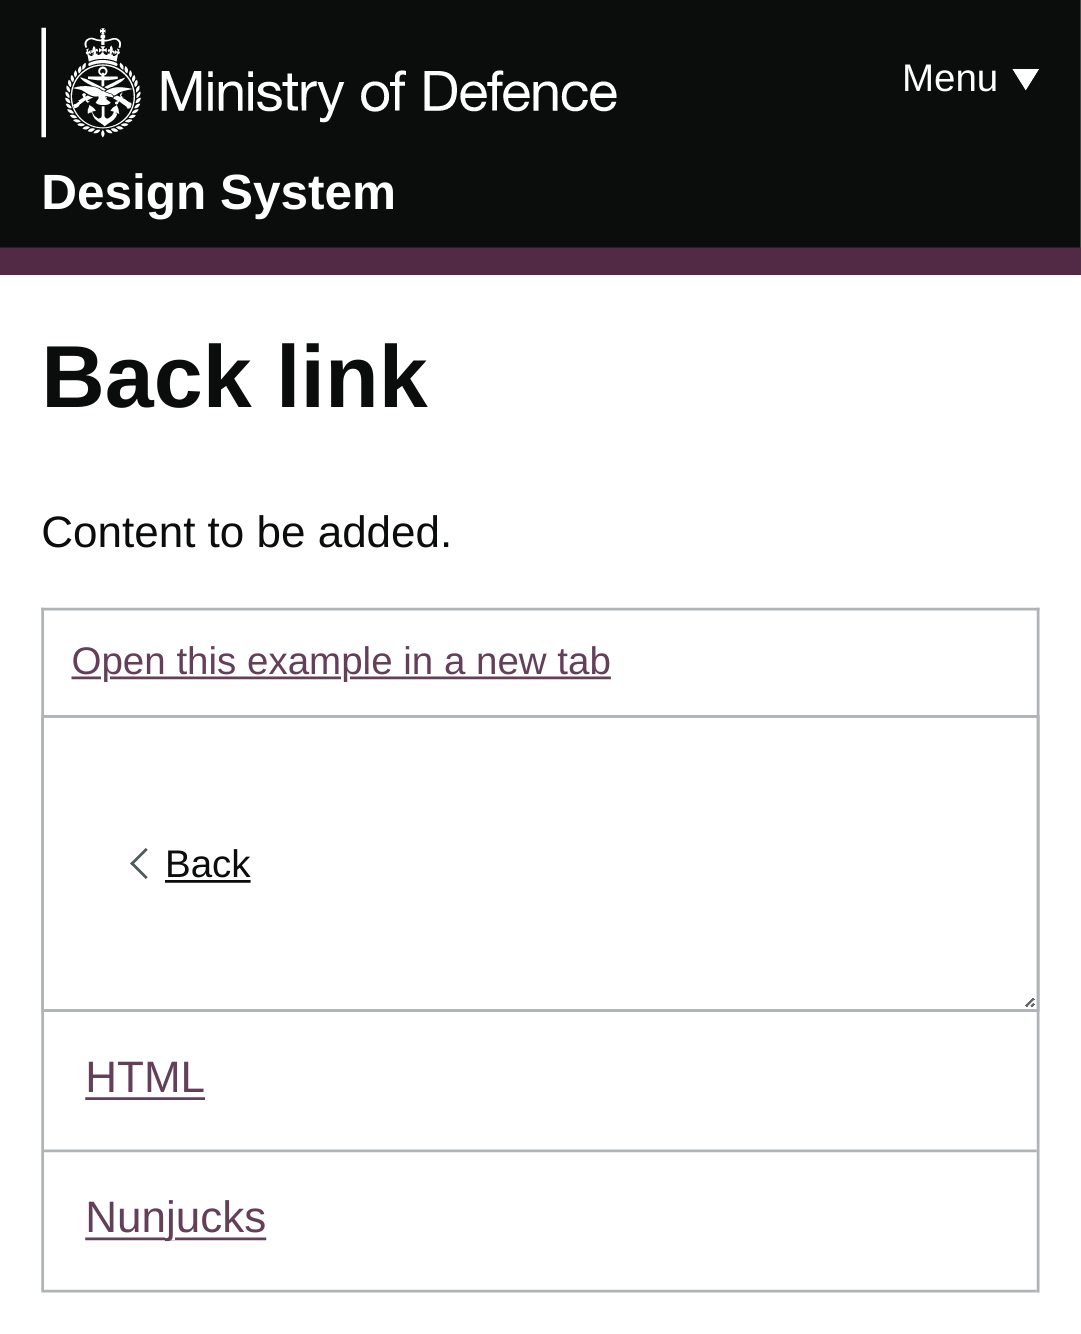 Ministry of Defence
Menu
Design System
Back link
Content to be added.
Open this example in a new tab
Back
HTML
Nunjucks